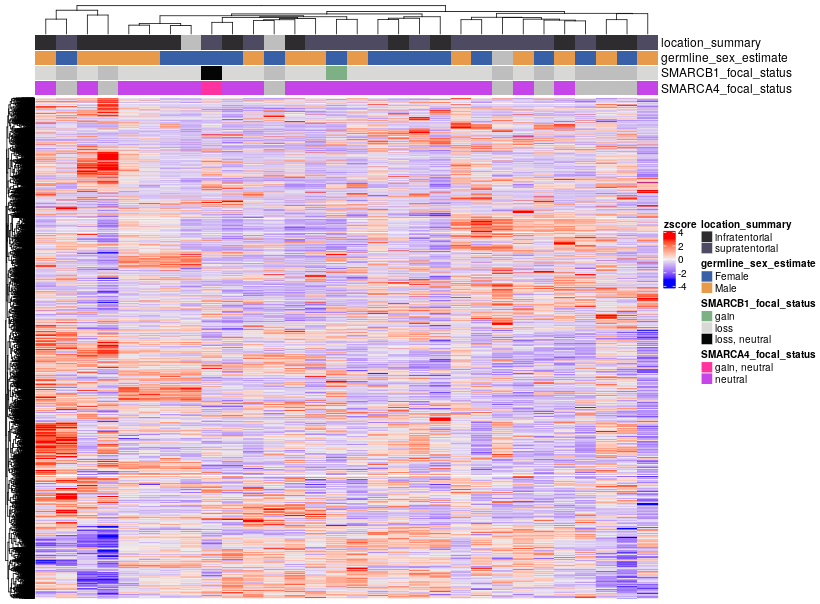 location_summary
germline_sex_estimate
SMARCB1_focal_status
SMARCA4_focal_status
zscore
4
2
0
-2
-4
location_summary
infratentorial
supratentorial
germline_sex_estimate
Female
Male
SMARCB1_focal_status
gain
loss
loss, neutral
SMARCA4_focal_status
gain, neutral
neutral